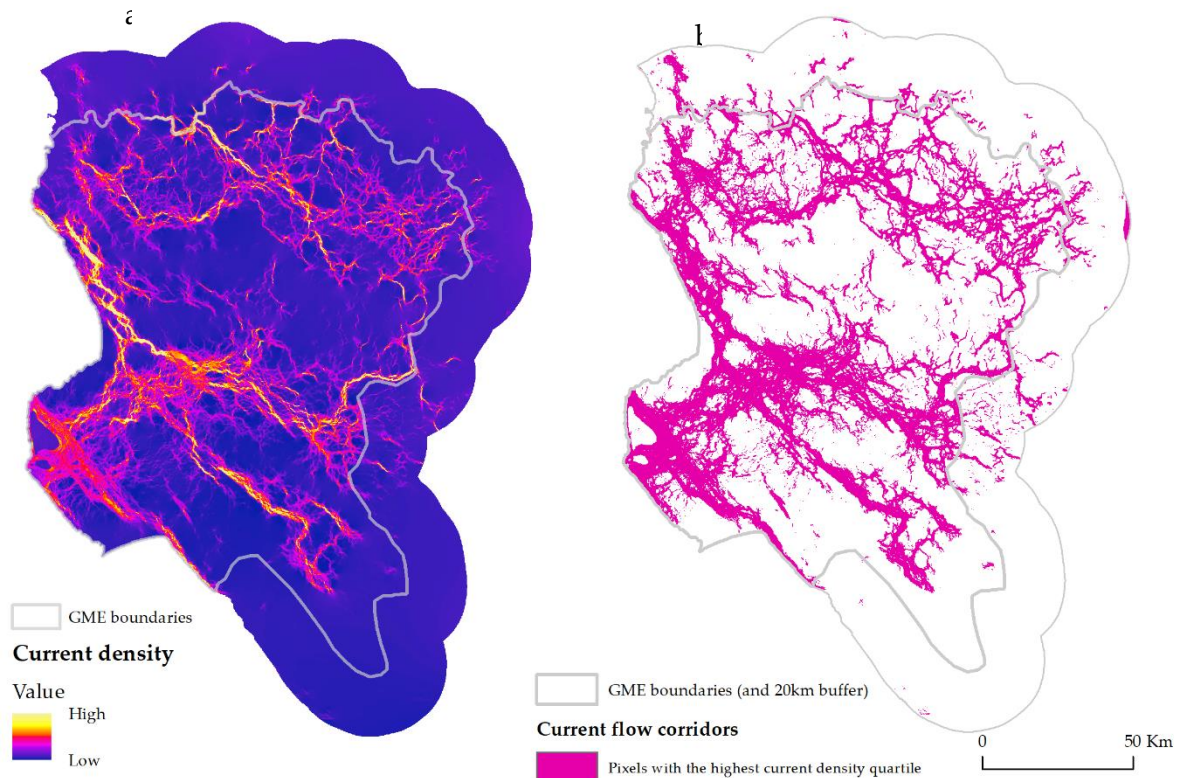 a
b
GME boundaries
Current density
Value
High
Low
GME boundaries (and 20km buffer)
Current flow corridors
Pixels with the highest current density quartile
0 50 Km